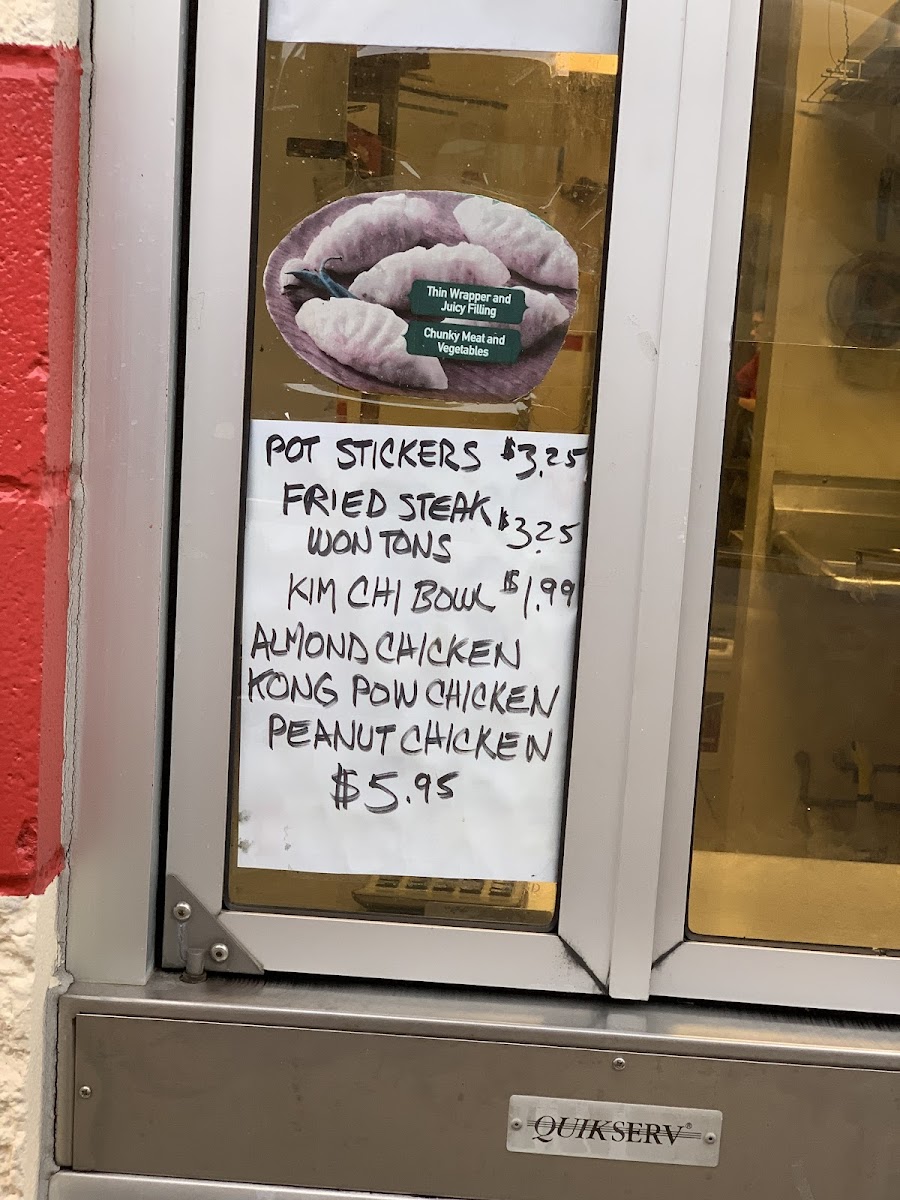 Thin Wrapper and
Juicy Filling
Chunky Meat and
Vegetables
POT STICKERS $3.25
FRIED STEAK
WON TONS $3.25
KIM CHI BOWL $1.99
ALMOND CHICKEN
KONG POW CHICKEN
PEANUT CHICKEN
$5.95
QUIKSERV®